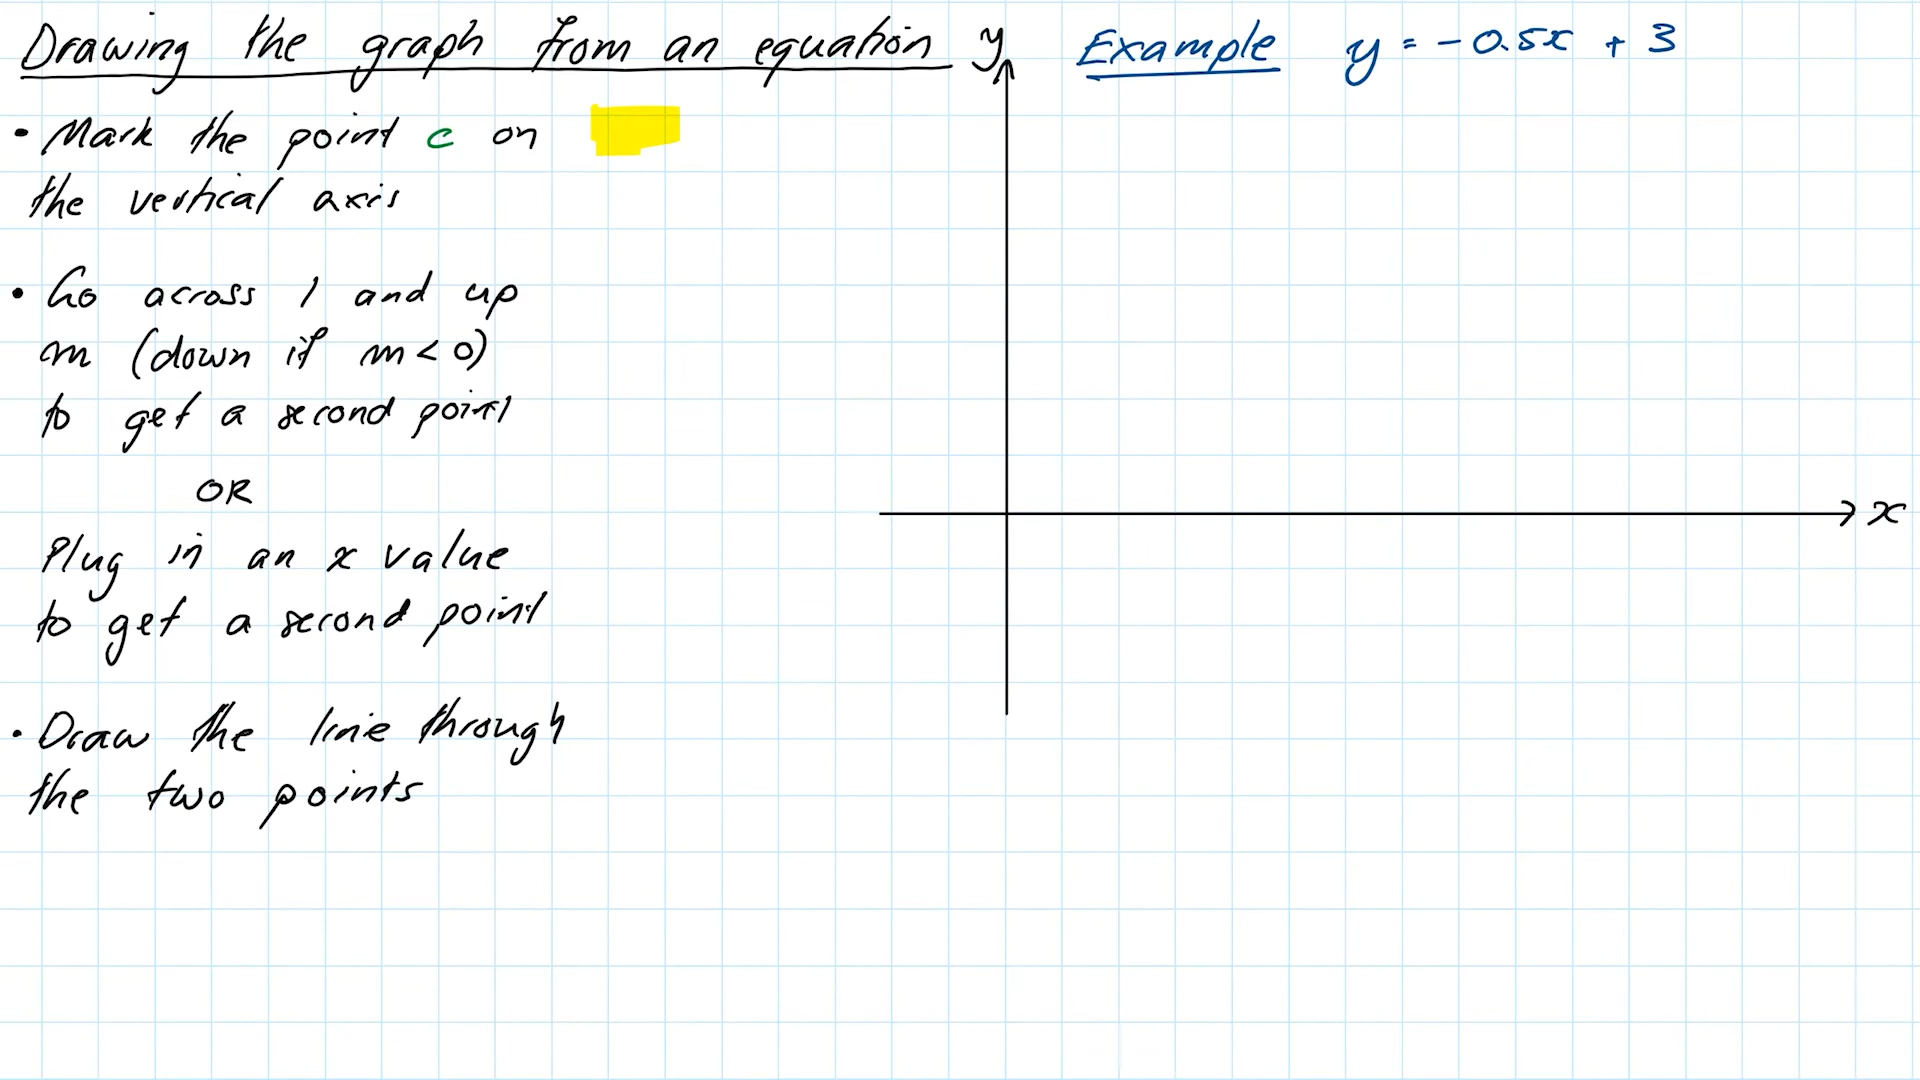 Drawing the graph from an equation
• Mark the point c on
the vertical axis
• Go across 1 and up
m (down if m < 0)
to get a second point
OR
Plug in an x value
to get a second point
• Draw the line through
the two points
y
Example y = -0.5x + 3
x